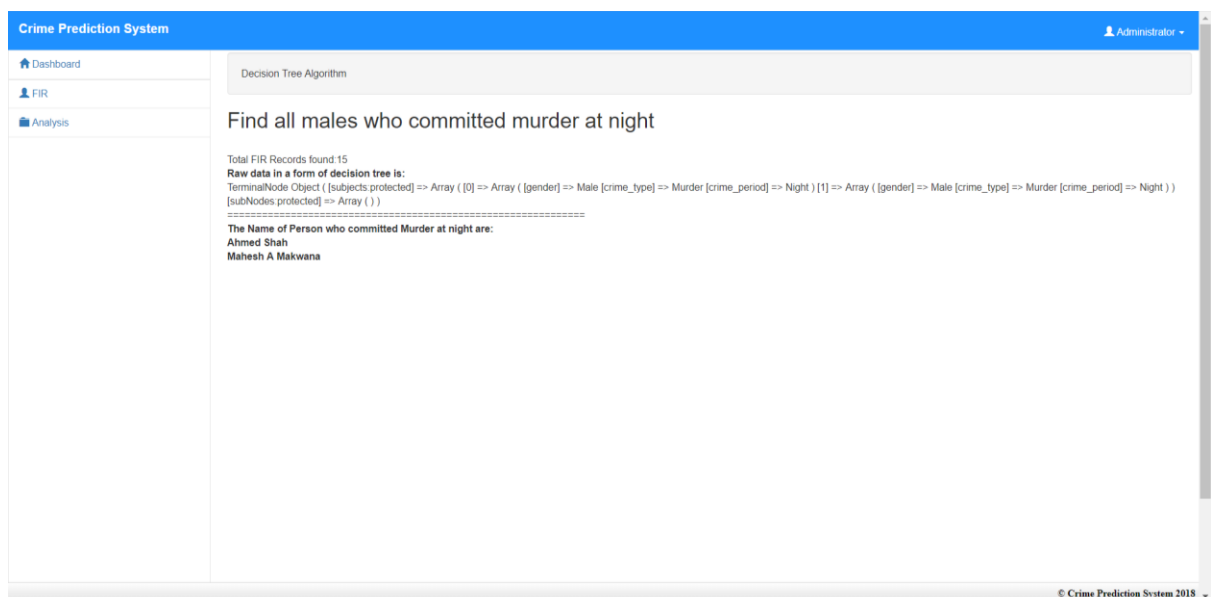 Crime Prediction System
Administrator
Dashboard
FIR
Analysis
Decision Tree Algorithm
Find all males who committed murder at night
Total FIR Records found:15
Raw data in a form of decision tree is:
TerminalNode Object ( [subjects:protected] => Array ( [0] => Array ( [gender] => Male [crime_type] => Murder [crime_period] => Night ) [1] => Array ( [gender] => Male [crime_type] => Murder [crime_period] => Night ) )
[subNodes:protected] => Array ( ) )
==============================================================
The Name of Person who committed Murder at night are:
Ahmed Shah
Mahesh A Makwana
© Crime Prediction System 2018